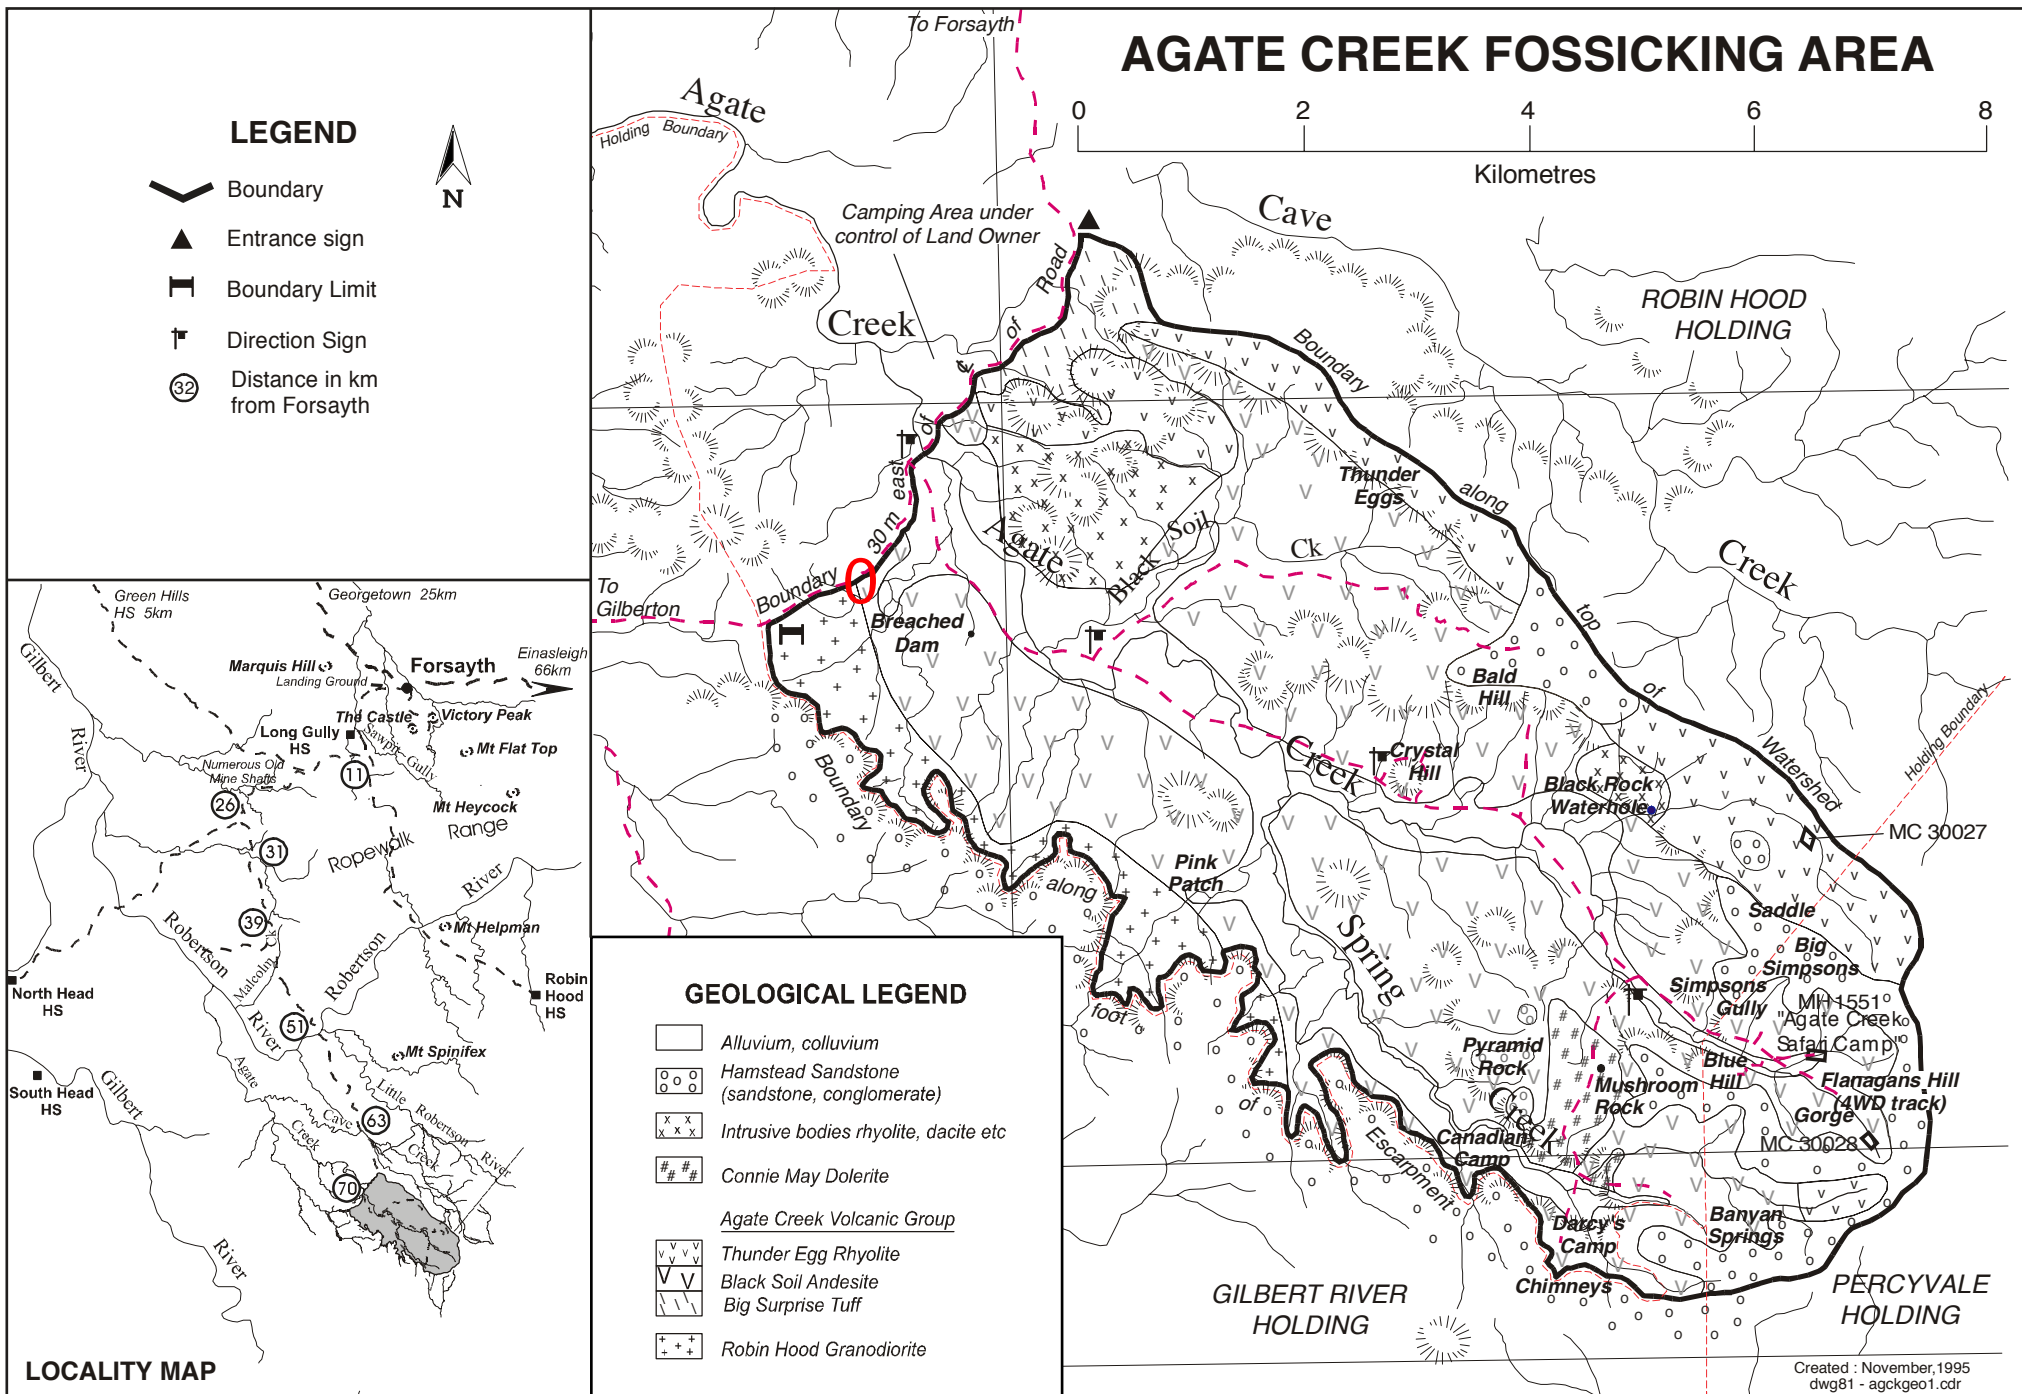 AGATE CREEK FOSSICKING AREA
0 2 4 6 8
Kilometres
LEGEND
N
Boundary
Entrance sign
Boundary Limit
Direction Sign
32
Distance in km
from Forsayth
To Forsayth
Agate
Holding Boundary
Camping Area under
control of Land Owner
Creek
Cave
Creek
ROBIN HOOD
HOLDING
Holding Boundary
Boundary
30 m
east
of
℄
of
Road
Boundary
along
top
of
Watershed
Thunder
Eggs
Agate
Black Soil
Ck
To
Gilberton
Breached
Dam
Bald
Hill
Creek
Crystal
Hill
Black Rock
Waterhole
MC 30027
Boundary
along
foot
of
Escarpment
Pink
Patch
Spring
Creek
Saddle
Big
Simpsons
Simpsons
Gully
MH 1551
"Agate Creek
Safari Camp"
Pyramid
Rock
Mushroom
Rock
Blue
Hill
Flanagans Hill
(4WD track)
Gorge
MC 30028
Canadian
Camp
Darcy's
Camp
Banyan
Springs
Chimneys
GILBERT RIVER
HOLDING
PERCYVALE
HOLDING
Created : November,1995
dwg81 - agckgeo1.cdr
GEOLOGICAL LEGEND
Alluvium, colluvium
Hamstead Sandstone
(sandstone, conglomerate)
Intrusive bodies rhyolite, dacite etc
Connie May Dolerite
Agate Creek Volcanic Group
Thunder Egg Rhyolite
Black Soil Andesite
Big Surprise Tuff
Robin Hood Granodiorite
Green Hills
HS 5km
Georgetown 25km
Gilbert
River
Marquis Hill
Landing Ground
Forsayth
Einasleigh
66km
The Castle
Victory Peak
Long Gully
HS
Sawpit
Gully
Mt Flat Top
Numerous Old
Mine Shafts
11
26
Mt Heycock
Range
Ropewalk
31
River
39
Robertson
River
Malcolm Ck
Robertson
Mt Helpman
North Head
HS
Robin
Hood
HS
51
Mt Spinifex
South Head
HS
Gilbert
River
Agate
Creek
Cave
Creek
Little
Robertson
River
63
70
LOCALITY MAP